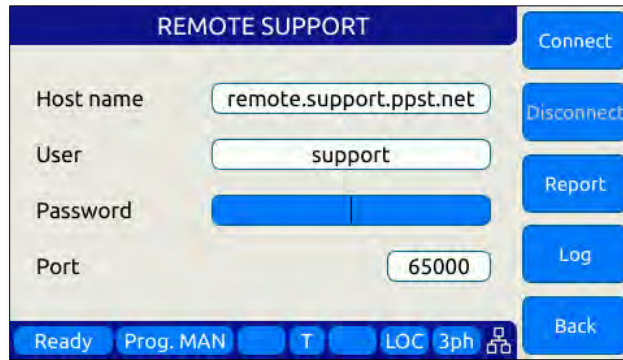 REMOTE SUPPORT
Connect
Host name remote.support.ppst.net
Disconnect
User support
Report
Password
Port 65000
Log
Back
Ready Prog. MAN T LOC 3ph